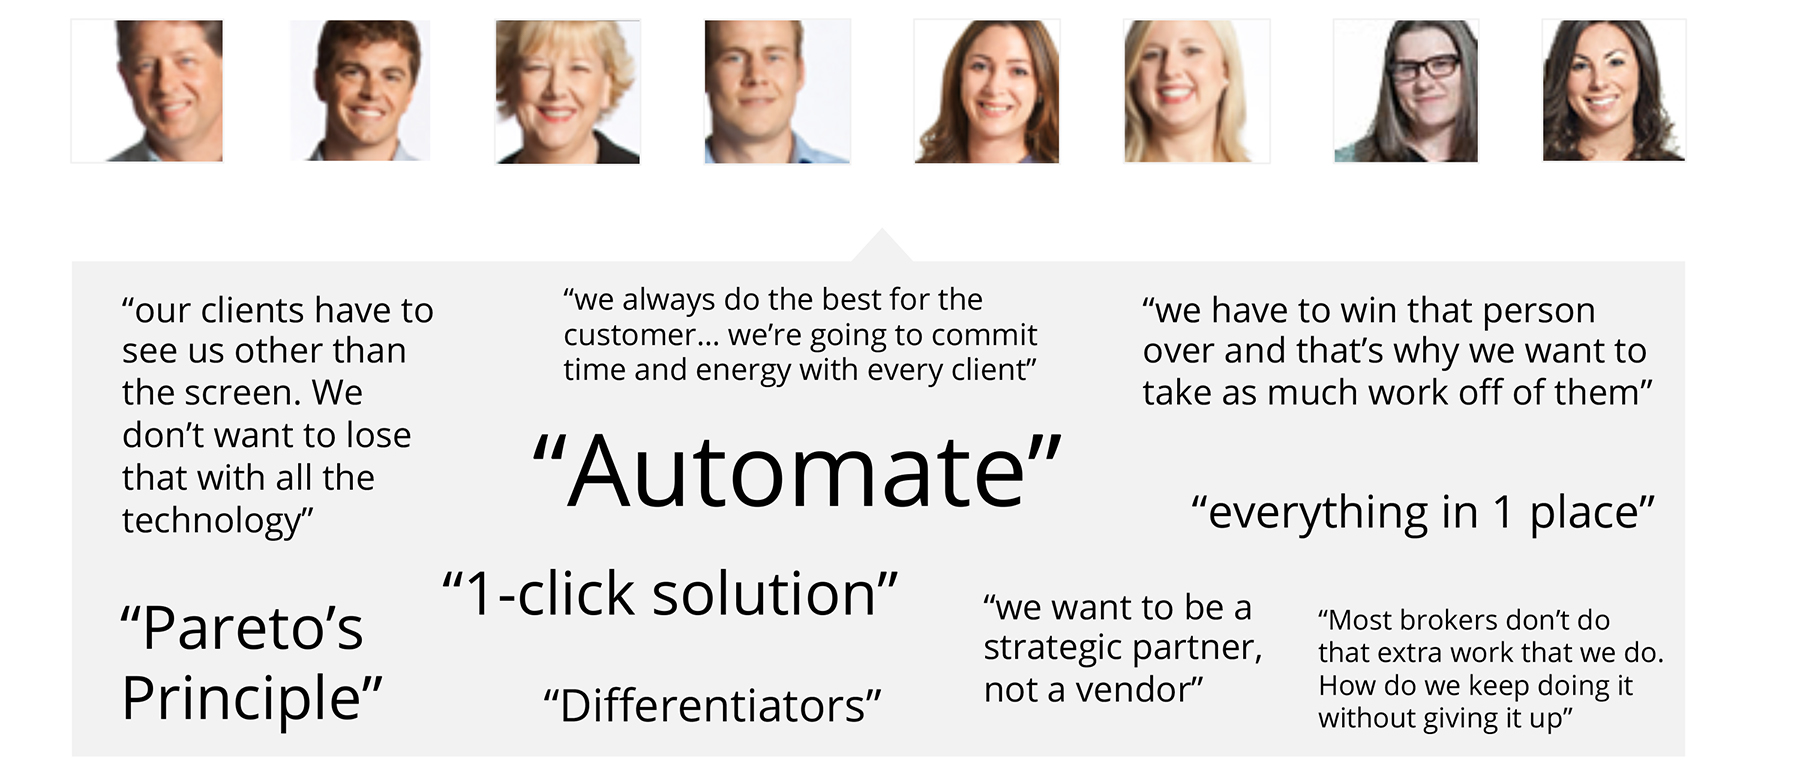 “our clients have to
see us other than
the screen. We
don’t want to lose
that with all the
technology”
“we always do the best for the
customer... we’re going to commit
time and energy with every client”
“we have to win that person
over and that’s why we want to
take as much work off of them”
“Automate”
“everything in 1 place”
“1-click solution”
“Pareto’s
Principle”
“Differentiators”
“we want to be a
strategic partner,
not a vendor”
“Most brokers don’t do
that extra work that we do.
How do we keep doing it
without giving it up”